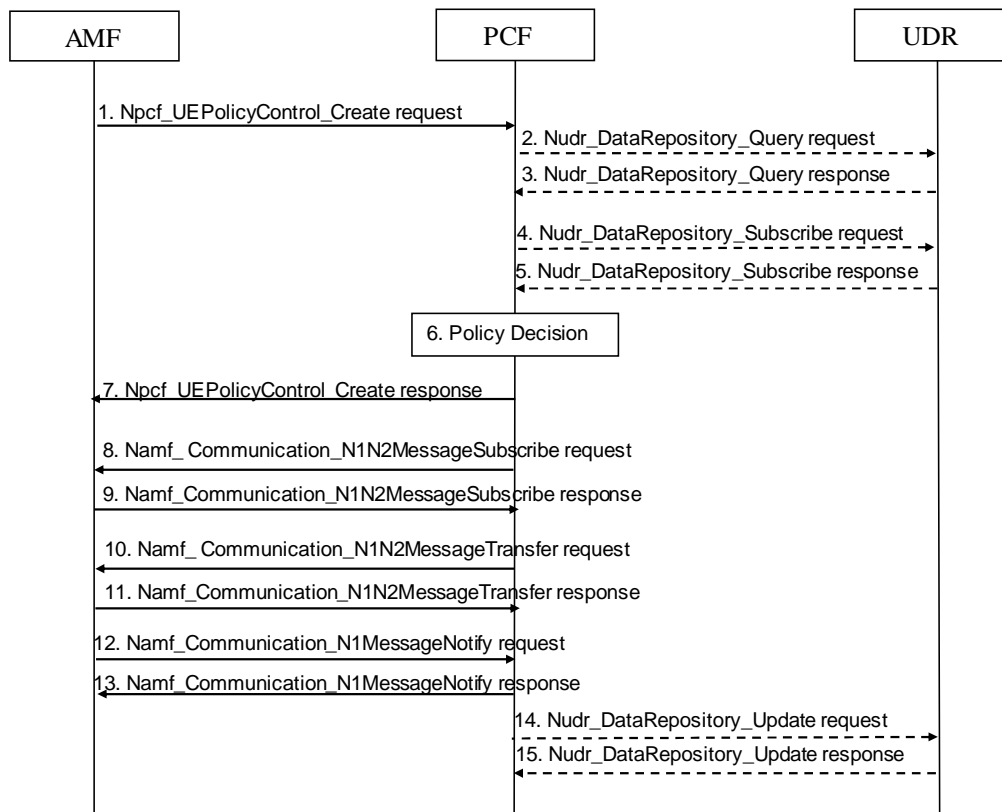 AMF
PCF
UDR
1. Npcf_UEPolicyControl_Create request
2. Nudr_DataRepository_Query request
3. Nudr_DataRepository_Query response
4. Nudr_DataRepository_Subscribe request
5. Nudr_DataRepository_Subscribe response
6. Policy Decision
7. Npcf_UEPolicyControl_Create response
8. Namf_ Communication_N1N2MessageSubscribe request
9. Namf_Communication_N1N2MessageSubscribe response
10. Namf_ Communication_N1N2MessageTransfer request
11. Namf_Communication_N1N2MessageTransfer response
12. Namf_Communication_N1MessageNotify request
13. Namf_Communication_N1MessageNotify response
14. Nudr_DataRepository_Update request
15. Nudr_DataRepository_Update response